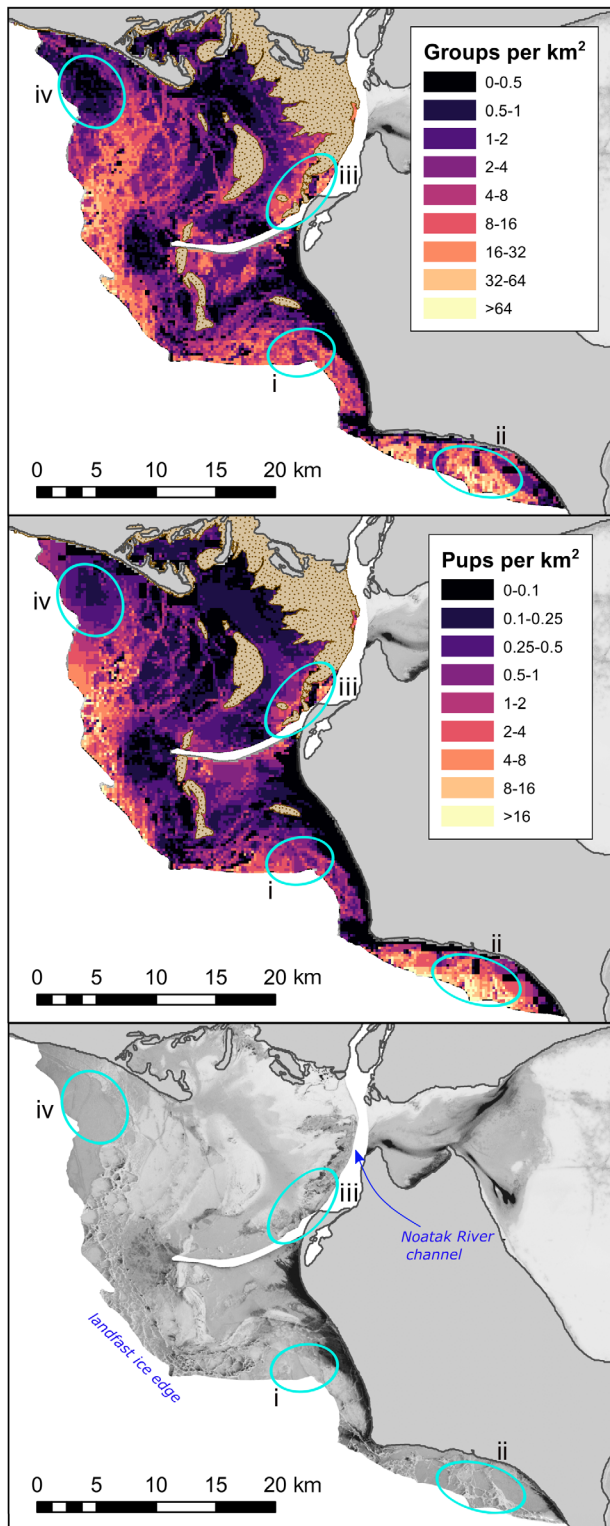 Groups per km2
0-0.5
0.5-1
1-2
2-4
4-8
8-16
16-32
32-64
>64
iv
iii
i
ii
0 5 10 20 km
Pups per km2
0-0.1
0.1-0.25
0.25-0.5
0.5-1
1-2
2-4
4-8
8-16
>16
iv
iii
i
ii
0 5 10 20 km
iv
iii
Noatak River
channel
landfast ice edge
i
ii
0 5 10 20 km